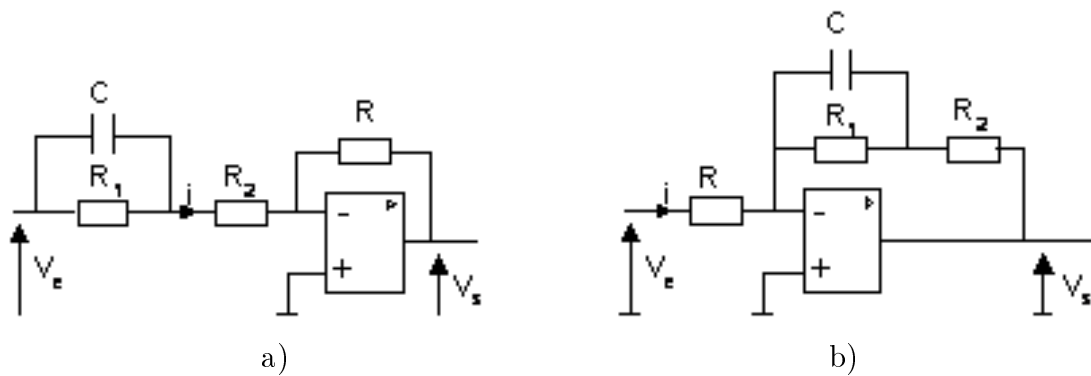 C
R₁
i
R₂
R
-
+
Vₑ
Vₛ
a)
C
R₁
R₂
i
R
-
+
Vₑ
Vₛ
b)